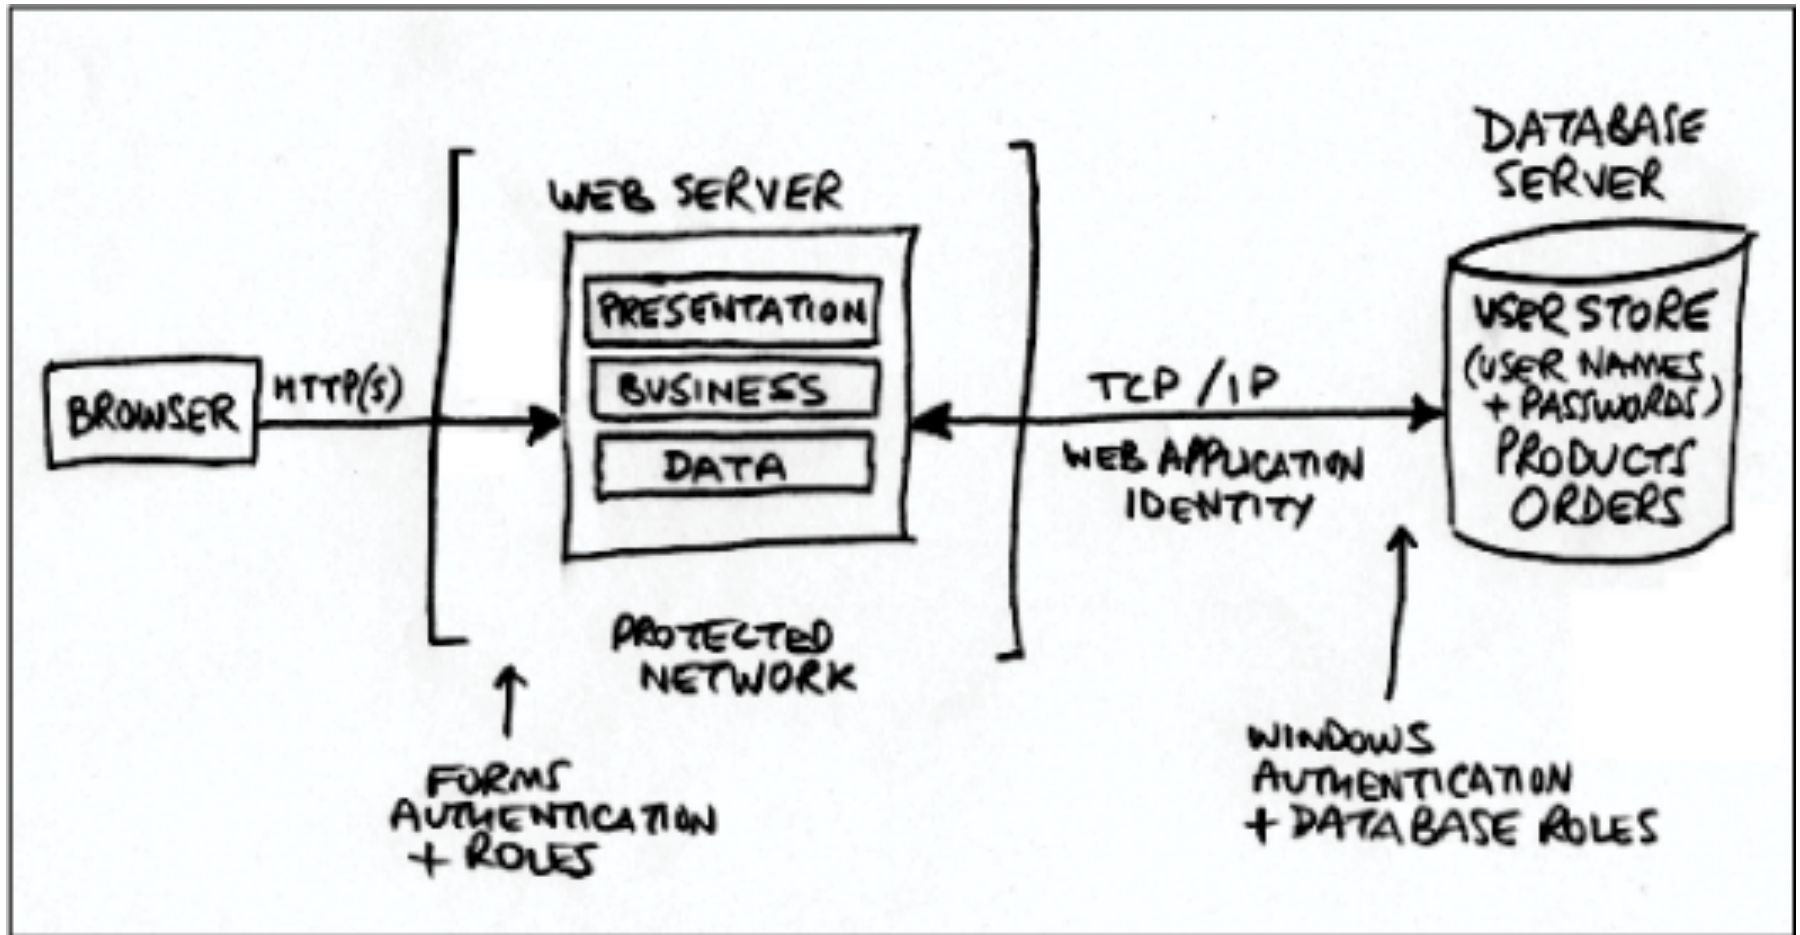 DATABASE
SERVER
WEB SERVER
PRESENTATION
BUSINESS
DATA
BROWSER
HTTP(S)
TCP/IP
WEB APPLICATION
IDENTITY
USER STORE
(USER NAMES
+ PASSWORDS)
PRODUCTS
ORDERS
PROTECTED
NETWORK
FORMS
AUTHENTICATION
+ ROLES
WINDOWS
AUTHENTICATION
+ DATABASE ROLES